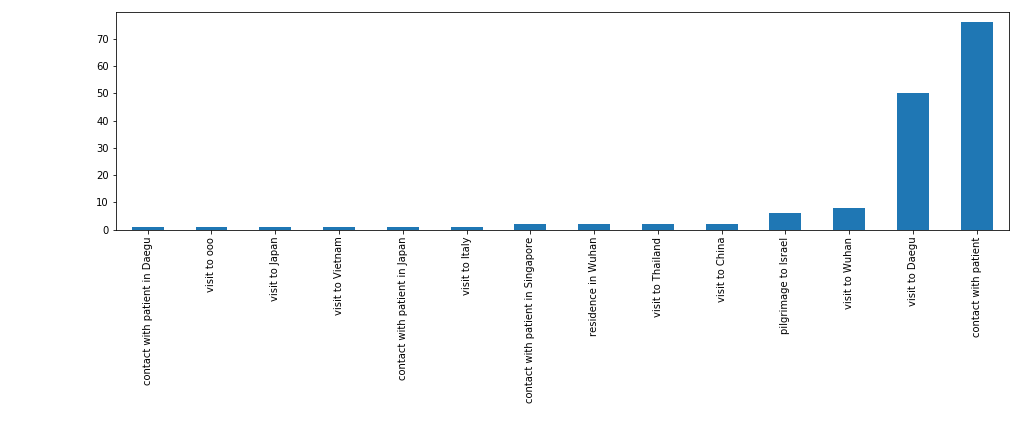 70
60
50
40
30
20
10
0
contact with patient in Daegu
visit to ooo
visit to Japan
visit to Vietnam
contact with patient in Japan
visit to Italy
contact with patient in Singapore
residence in Wuhan
visit to Thailand
visit to China
pilgrimage to Israel
visit to Wuhan
visit to Daegu
contact with patient